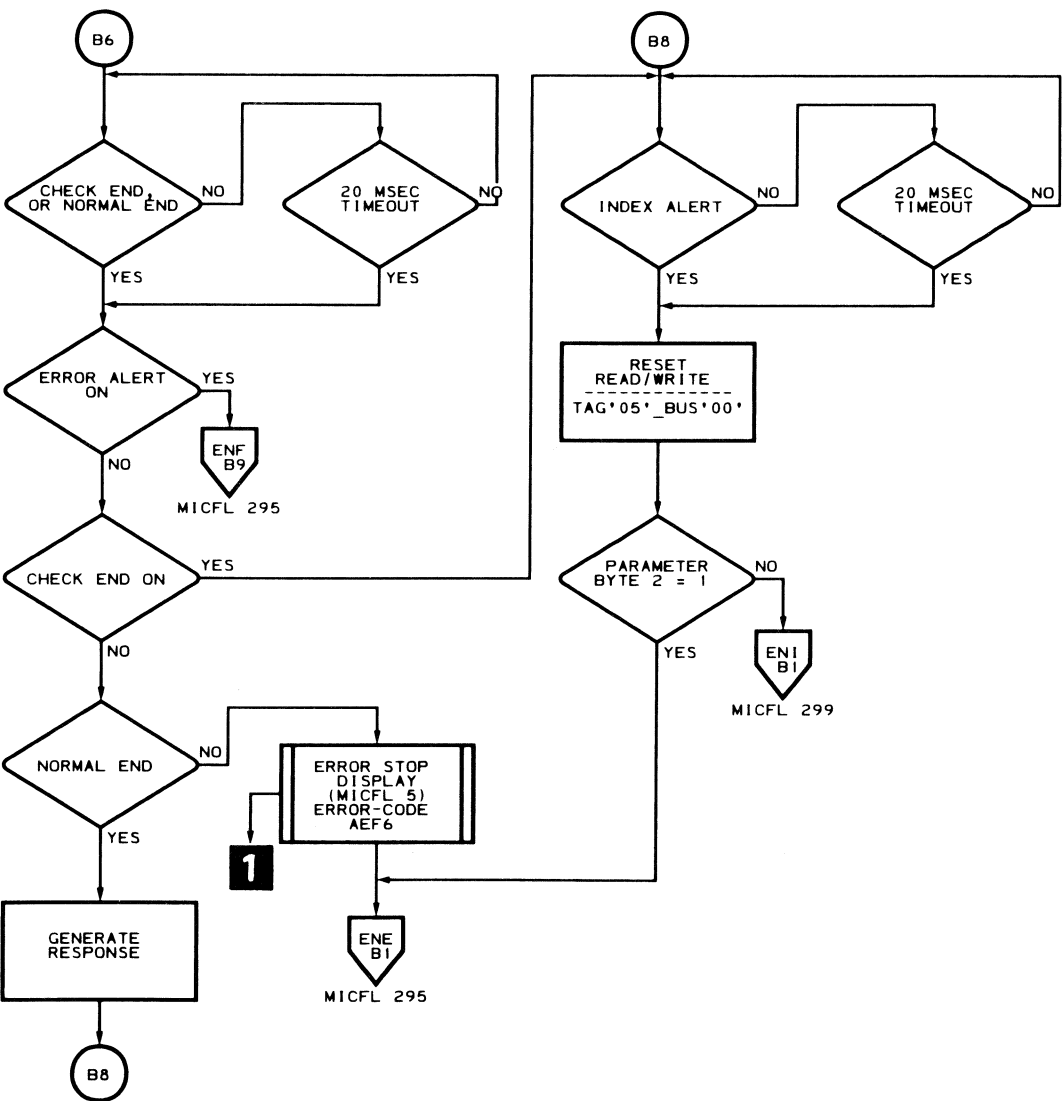 B6
CHECK END,
OR NORMAL END
NO
YES
20 MSEC
TIMEOUT
NO
YES
ERROR ALERT
ON
YES
NO
ENF
B9
MICFL 295
CHECK END ON
YES
NO
NORMAL END
NO
YES
ERROR STOP
DISPLAY
(MICFL 5)
ERROR-CODE
AEF6
1
GENERATE
RESPONSE
B8
ENE
B1
MICFL 295
B8
INDEX ALERT
NO
YES
20 MSEC
TIMEOUT
NO
YES
RESET
READ/WRITE
--------------
TAG'05'_BUS'00'
PARAMETER
BYTE 2 = 1
NO
YES
ENI
B1
MICFL 299